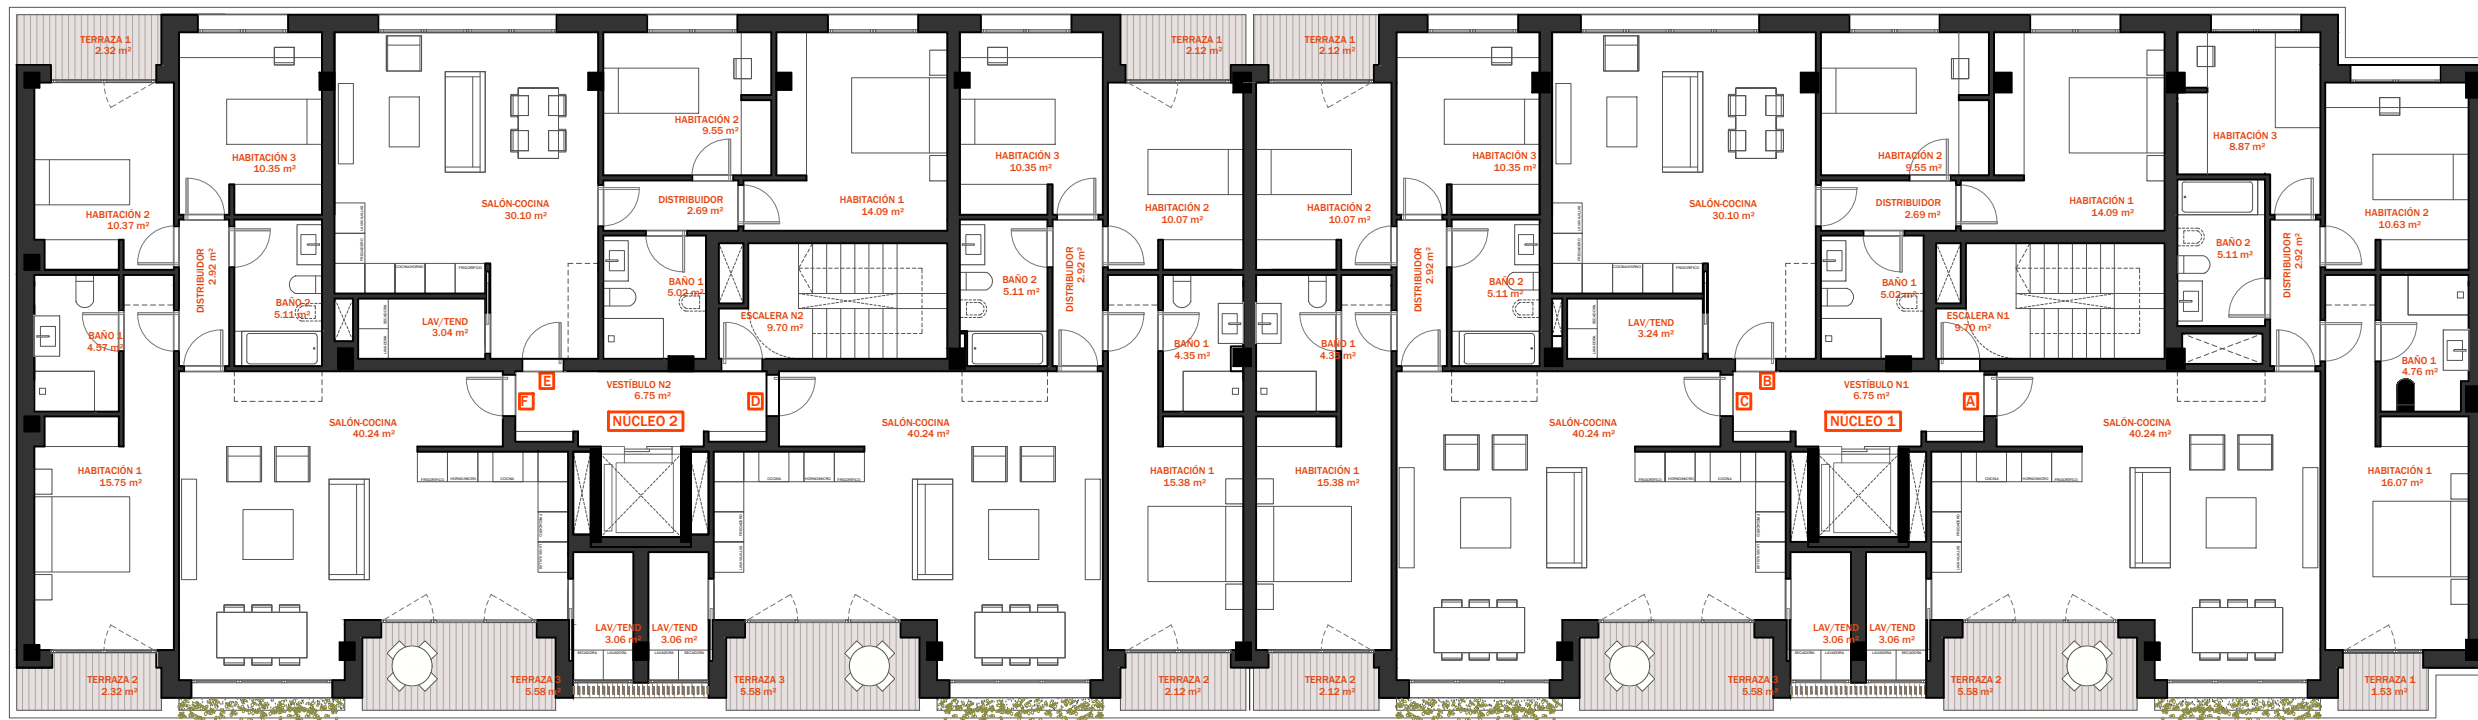 TERRAZA 1
2.32 m²
HABITACIÓN 3
10.35 m²
HABITACIÓN 2
10.37 m²
DISTRIBUIDOR
2.92 m²
BAÑO 2
5.11 m²
BAÑO 1
4.57 m²
HABITACIÓN 1
15.75 m²
TERRAZA 2
2.32 m²
SALÓN-COCINA
40.24 m²
F
TERRAZA 3
5.58 m²
LAV/TEND
3.06 m²
SALÓN-COCINA
30.10 m²
LAV/TEND
3.04 m²
HABITACIÓN 2
9.55 m²
DISTRIBUIDOR
2.69 m²
HABITACIÓN 1
14.09 m²
BAÑO 1
5.02 m²
E
ESCALERA N2
9.70 m²
VESTÍBULO N2
6.75 m²
NÚCLEO 2
D
HABITACIÓN 3
10.35 m²
TERRAZA 1
2.12 m²
HABITACIÓN 2
10.07 m²
BAÑO 2
5.11 m²
DISTRIBUIDOR
2.92 m²
BAÑO 1
4.35 m²
SALÓN-COCINA
40.24 m²
HABITACIÓN 1
15.38 m²
LAV/TEND
3.06 m²
TERRAZA 3
5.58 m²
TERRAZA 2
2.12 m²
TERRAZA 1
2.12 m²
HABITACIÓN 3
10.35 m²
HABITACIÓN 2
10.07 m²
DISTRIBUIDOR
2.92 m²
BAÑO 2
5.11 m²
BAÑO 1
4.35 m²
HABITACIÓN 1
15.38 m²
TERRAZA 2
2.12 m²
SALÓN-COCINA
40.24 m²
C
TERRAZA 3
5.58 m²
LAV/TEND
3.06 m²
SALÓN-COCINA
30.10 m²
LAV/TEND
3.24 m²
HABITACIÓN 2
9.55 m²
DISTRIBUIDOR
2.69 m²
HABITACIÓN 1
14.09 m²
BAÑO 1
5.02 m²
B
ESCALERA N1
9.70 m²
VESTÍBULO N1
6.75 m²
NÚCLEO 1
A
HABITACIÓN 3
8.87 m²
HABITACIÓN 2
10.63 m²
BAÑO 2
5.11 m²
DISTRIBUIDOR
2.92 m²
BAÑO 1
4.76 m²
SALÓN-COCINA
40.24 m²
HABITACIÓN 1
16.07 m²
LAV/TEND
3.06 m²
TERRAZA 2
5.58 m²
TERRAZA 1
1.53 m²